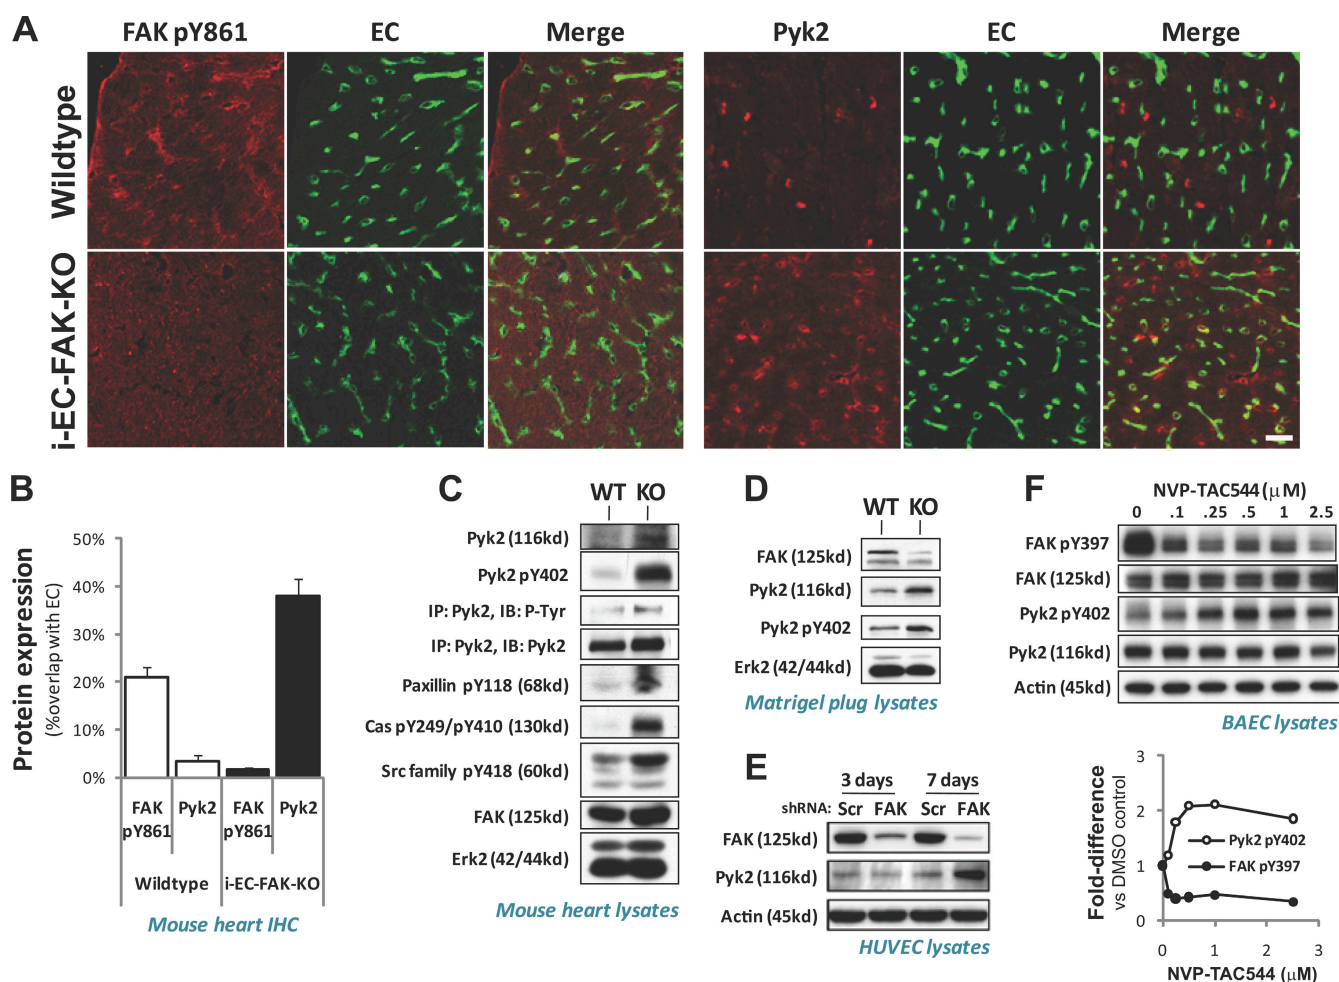 A
FAK pY861 EC Merge Pyk2 EC Merge
Wildtype
i-EC-FAK-KO
B
Protein expression
(%overlap with EC)
50%
40%
30%
20%
10%
0%
FAK pY861 Pyk2 FAK pY861 Pyk2
Wildtype i-EC-FAK-KO
Mouse heart IHC
C
WT KO
Pyk2 (116kd)
Pyk2 pY402
IP: Pyk2, IB: P-Tyr
IP: Pyk2, IB: Pyk2
Paxillin pY118 (68kd)
Cas pY249/pY410 (130kd)
Src family pY418 (60kd)
FAK (125kd)
Erk2 (42/44kd)
Mouse heart lysates
D
WT KO
FAK (125kd)
Pyk2 (116kd)
Pyk2 pY402
Erk2 (42/44kd)
Matrigel plug lysates
E
3 days 7 days
shRNA: Scr FAK Scr FAK
FAK (125kd)
Pyk2 (116kd)
Actin (45kd)
HUVEC lysates
F
NVP-TAC544 (μM)
0 .1 .25 .5 1 2.5
FAK pY397
FAK (125kd)
Pyk2 pY402
Pyk2 (116kd)
Actin (45kd)
BAEC lysates
Fold-difference
vs DMSO control
3
2
1
0
Pyk2 pY402
FAK pY397
0 1 2 3
NVP-TAC544 (μM)